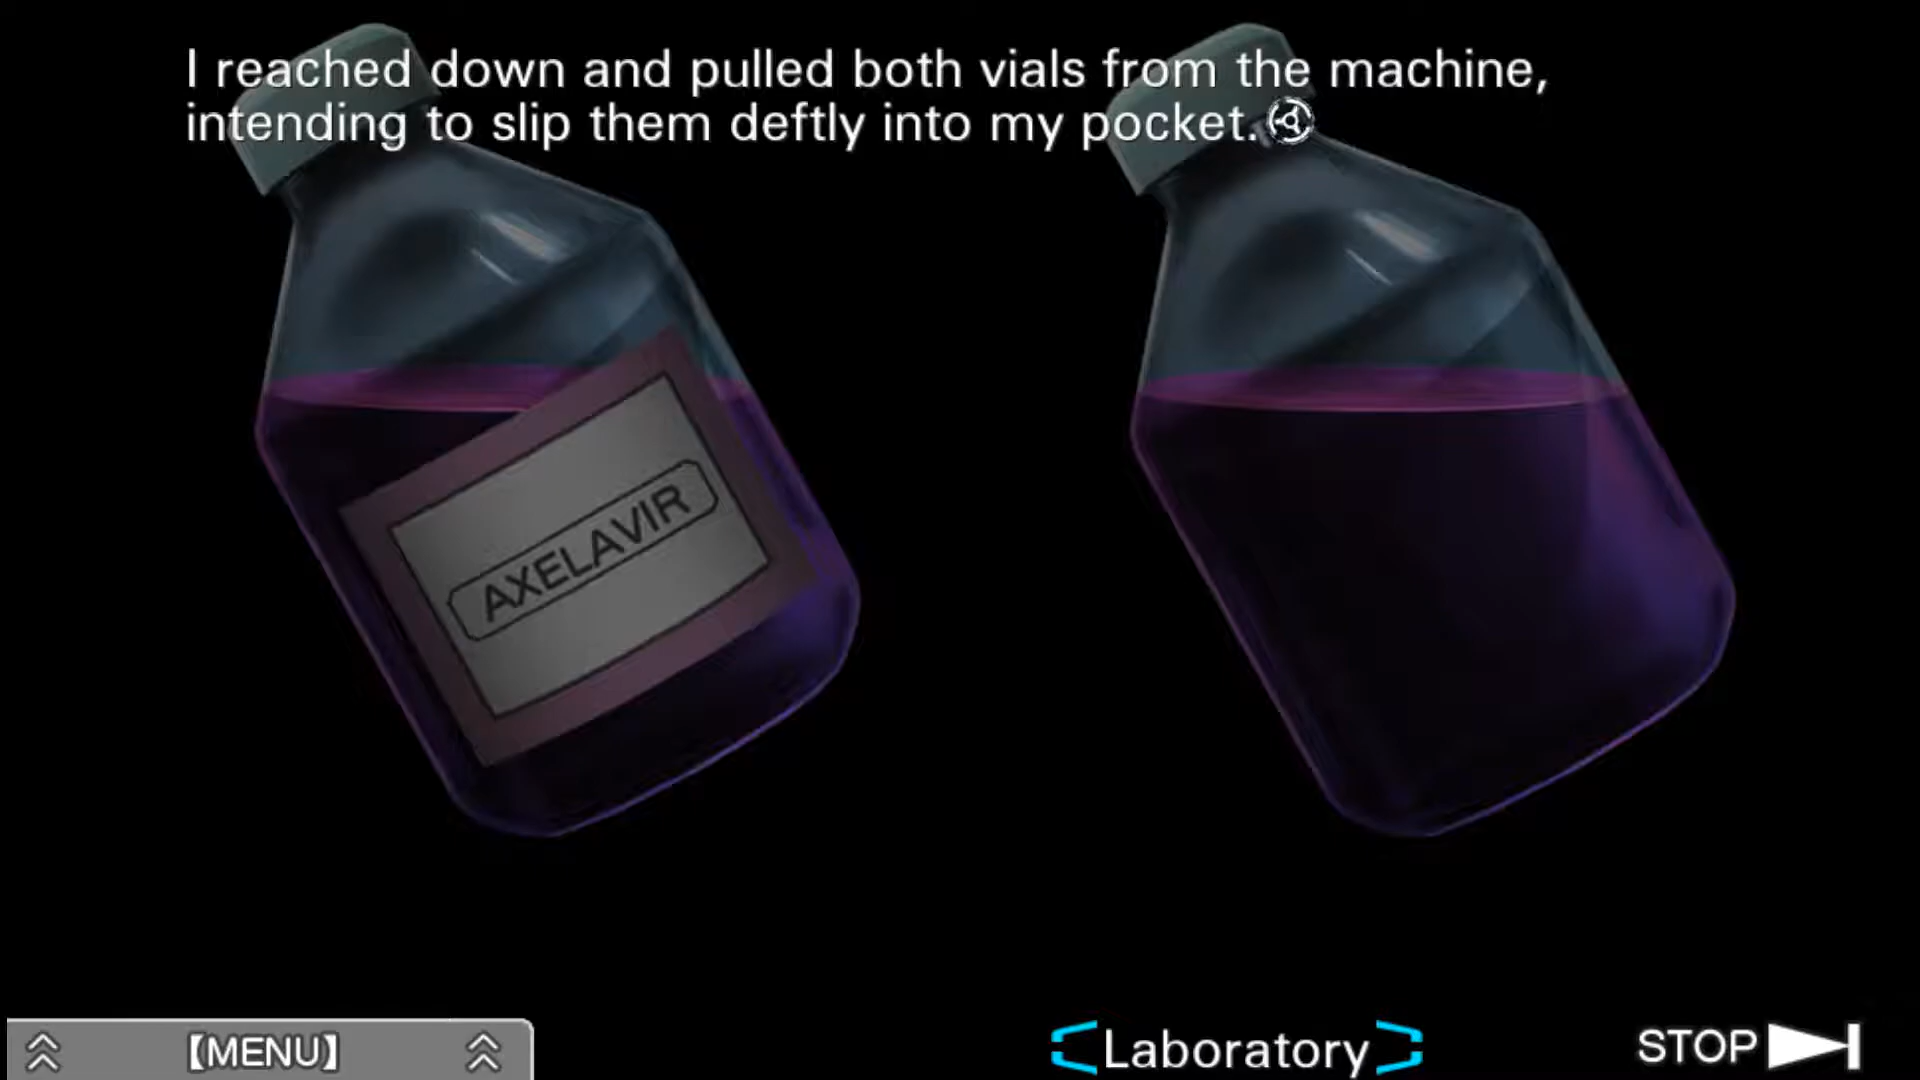 I reached down and pulled both vials from the machine,
intending to slip them deftly into my pocket.
AXELAVIR
【MENU】
Laboratory
STOP